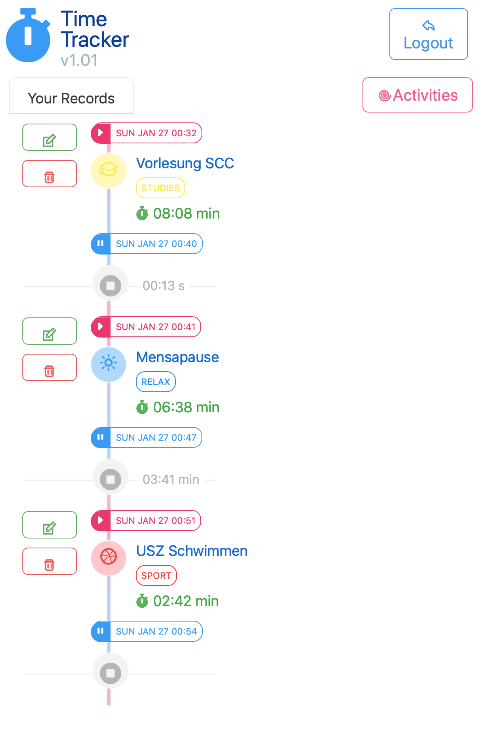 Time
Tracker
v1.01
Logout
Your Records
Activities
SUN JAN 27 00:32
Vorlesung SCC
STUDIES
08:08 min
SUN JAN 27 00:40
00:13 s
SUN JAN 27 00:41
Mensapause
RELAX
06:38 min
SUN JAN 27 00:47
03:41 min
SUN JAN 27 00:51
USZ Schwimmen
SPORT
02:42 min
SUN JAN 27 00:54